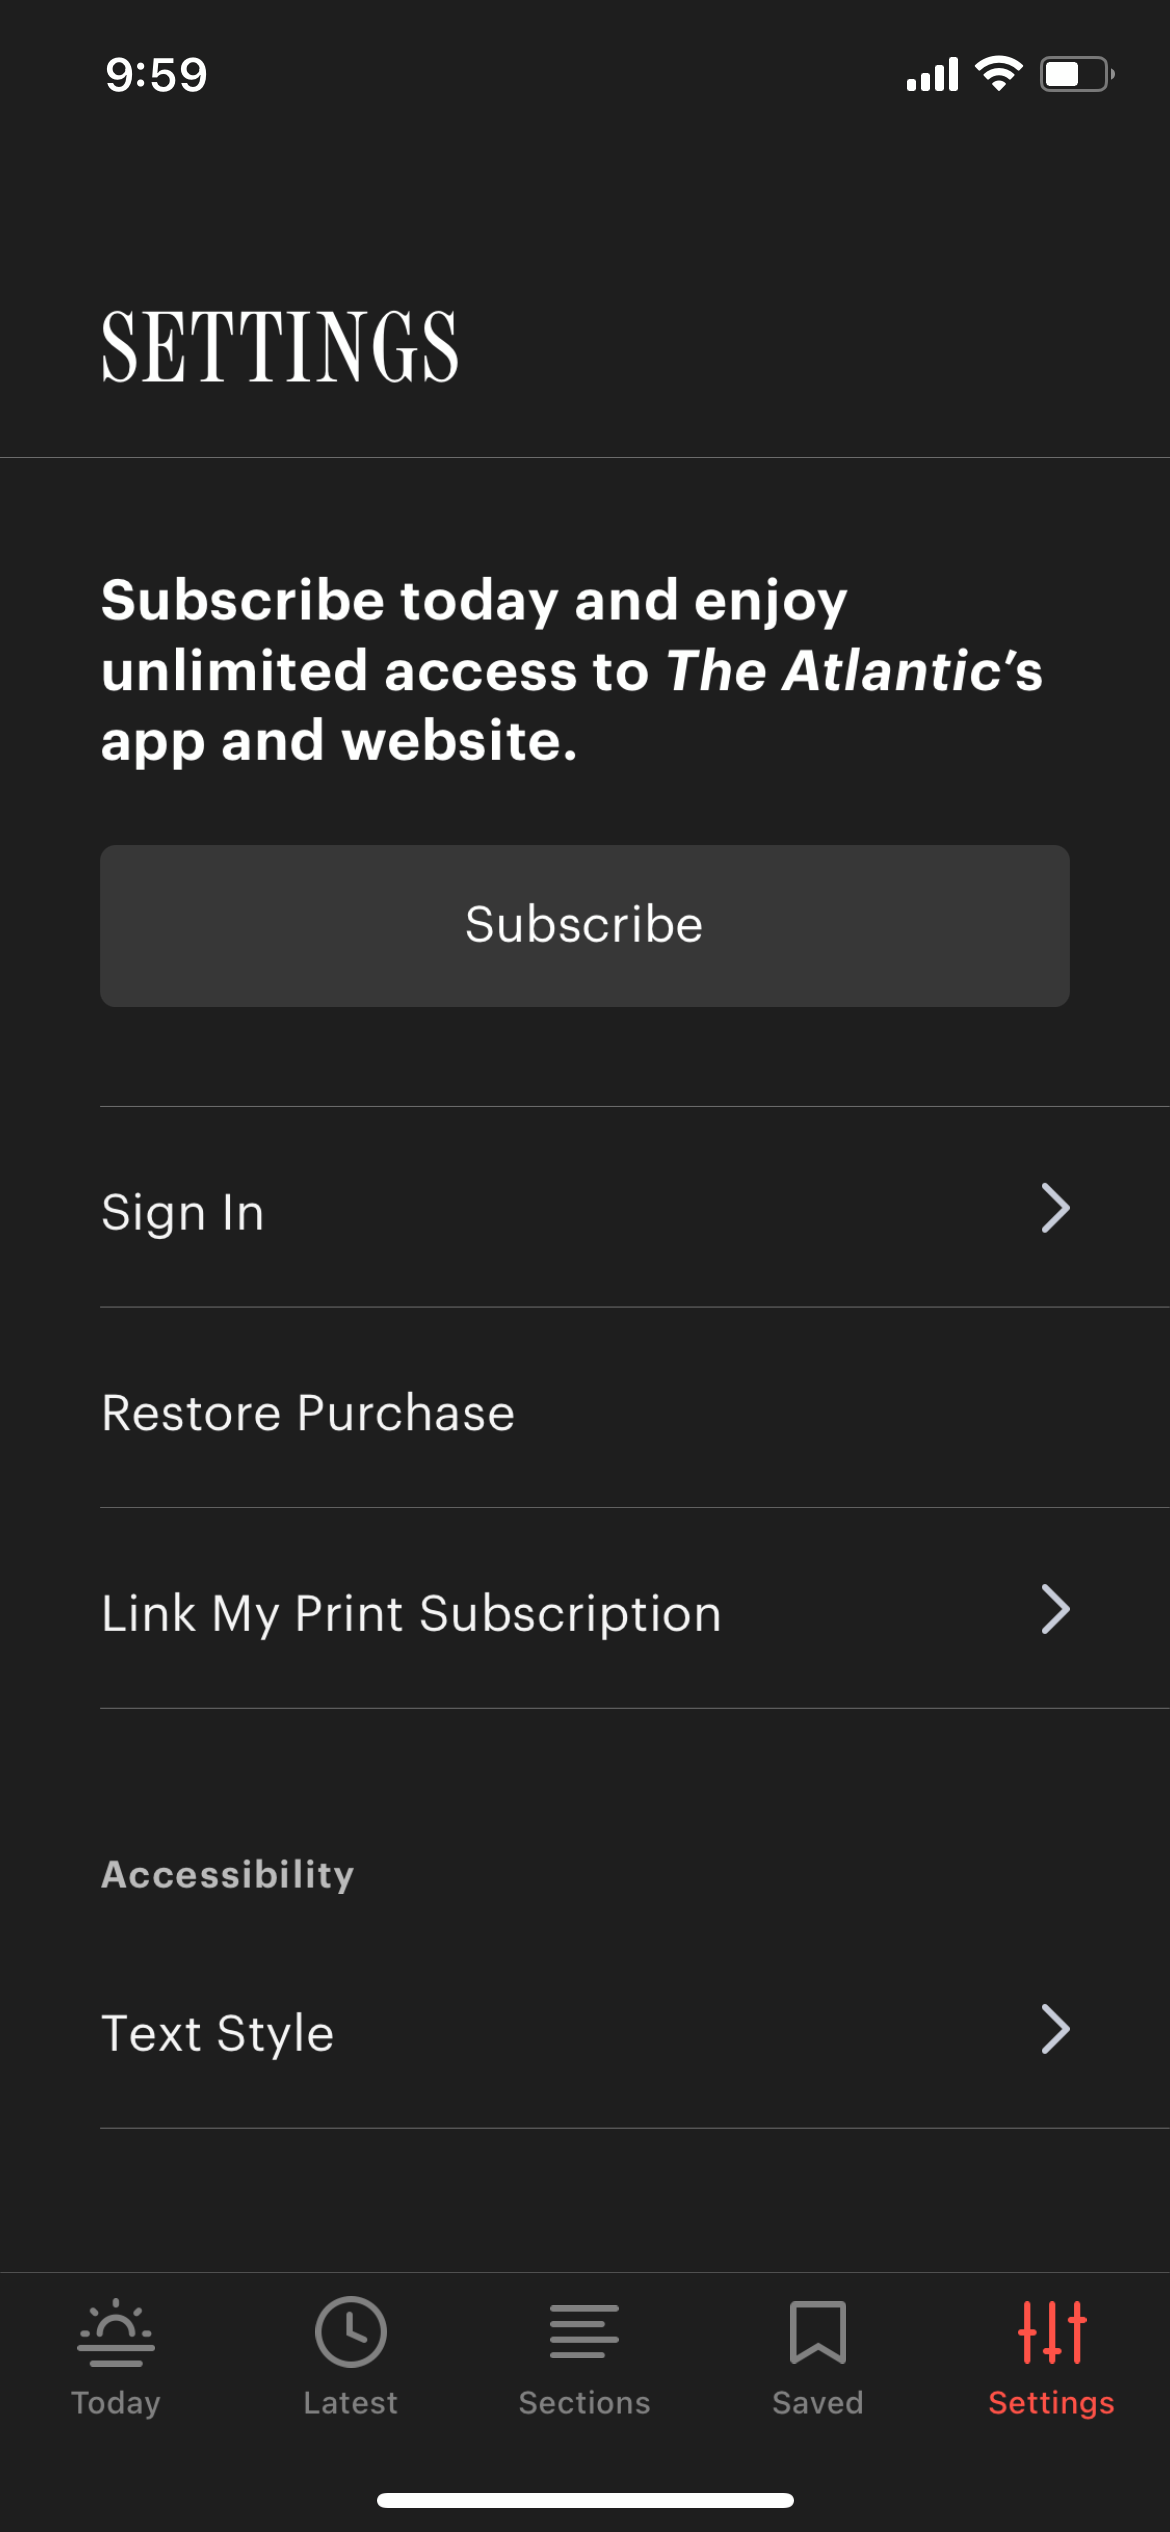 9:59
SETTINGS
Subscribe today and enjoy
unlimited access to The Atlantic’s
app and website.
Subscribe
Sign In
Restore Purchase
Link My Print Subscription
Accessibility
Text Style
Today
Latest
Sections
Saved
Settings